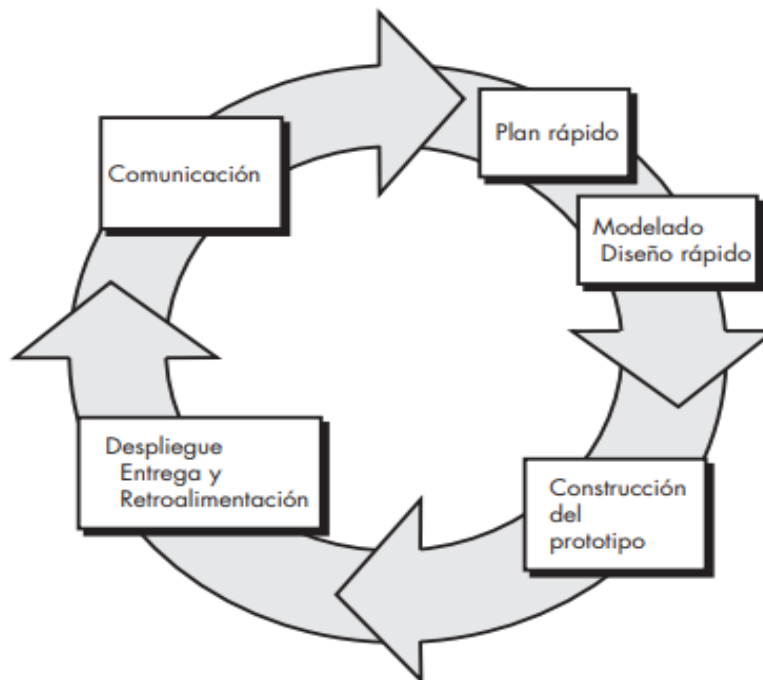 Comunicación
Plan rápido
Modelado
Diseño rápido
Construcción
del
prototipo
Despliegue
Entrega y
Retroalimentación